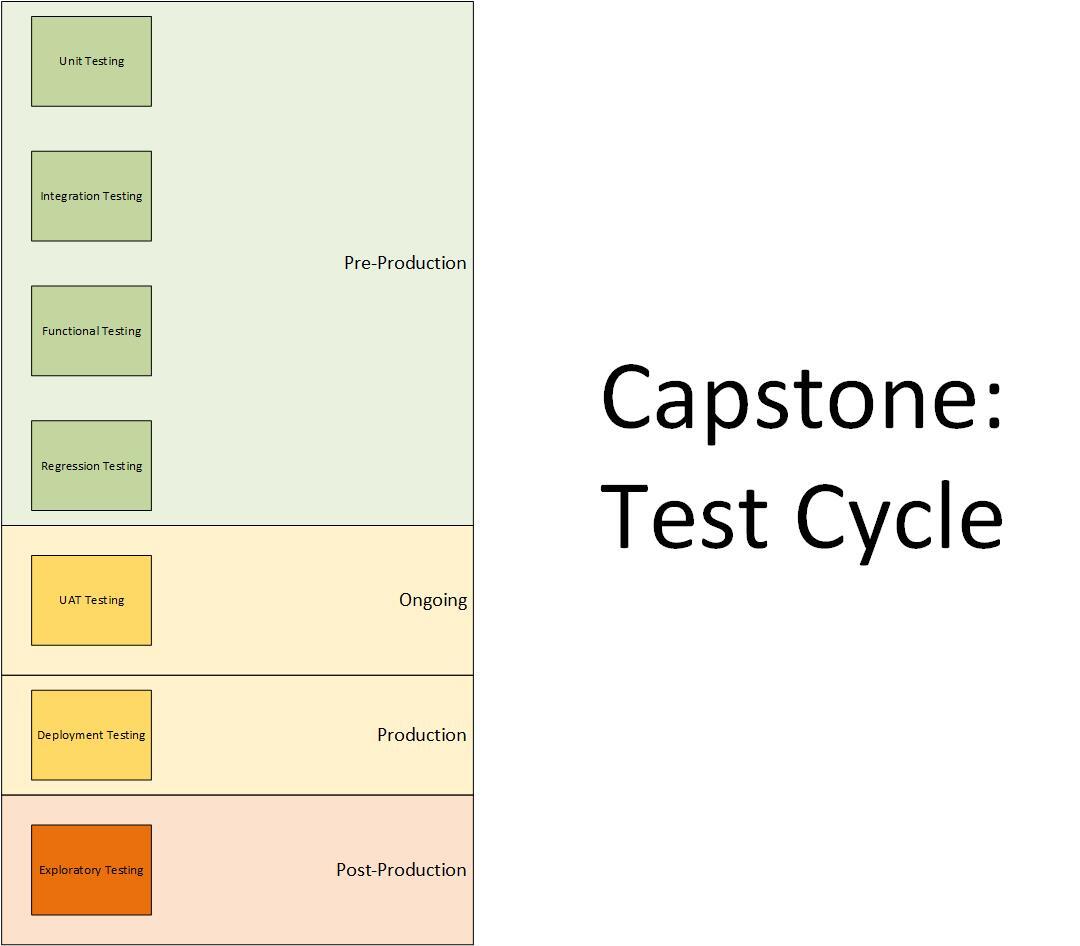 Unit Testing
Integration Testing
Pre-Production
Functional Testing
Regression Testing
UAT Testing
Ongoing
Deployment Testing
Production
Exploratory Testing
Post-Production
Capstone:
Test Cycle